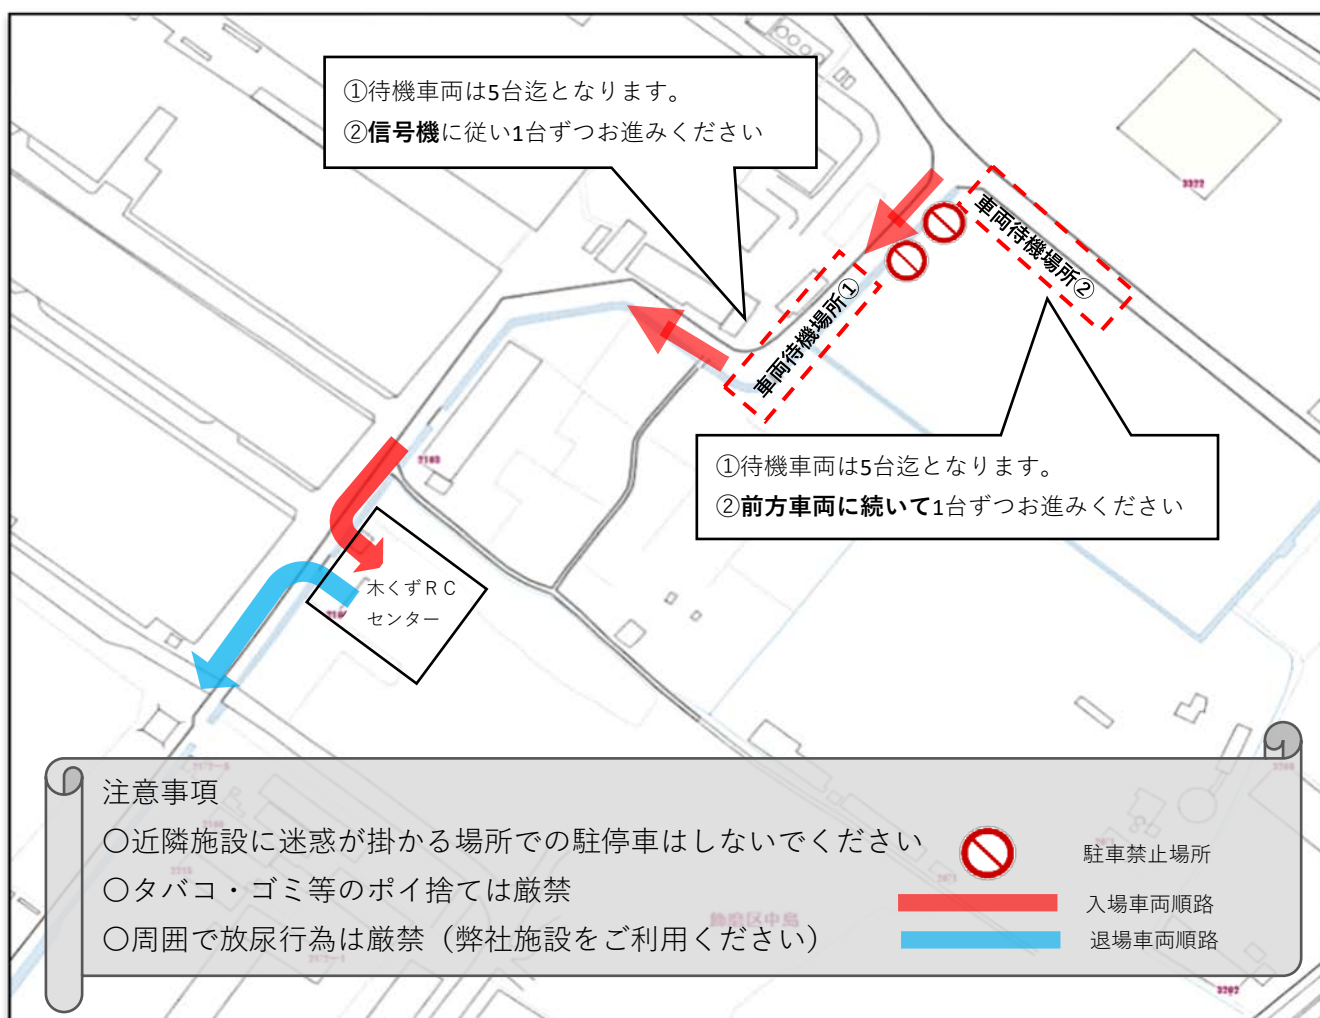 ①待機車両は5台迄となります。
②信号機に従い1台ずつお進みください
3322
車両待機場所②
車両待機場所①
①待機車両は5台迄となります。
②前方車両に続いて1台ずつお進みください
木くずＲＣ
センター
注意事項
〇近隣施設に迷惑が掛かる場所での駐停車はしないでください
〇タバコ・ゴミ等のポイ捨ては厳禁
〇周囲で放尿行為は厳禁（弊社施設をご利用ください）
駐車禁止場所
入場車両順路
退場車両順路
飾磨区中島